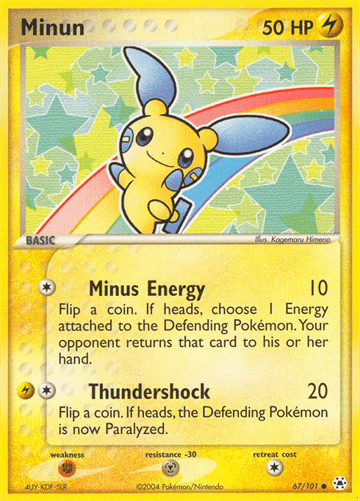 Minun 50 HP
BASIC
Illus. Kagemaru Himeno
Minus Energy 10
Flip a coin. If heads, choose 1 Energy
attached to the Defending Pokémon. Your
opponent returns that card to his or her
hand.
Thundershock 20
Flip a coin. If heads, the Defending Pokémon
is now Paralyzed.
weakness resistance -30 retreat cost
4UY-KDF-5LR ©2004 Pokémon/Nintendo 67/101